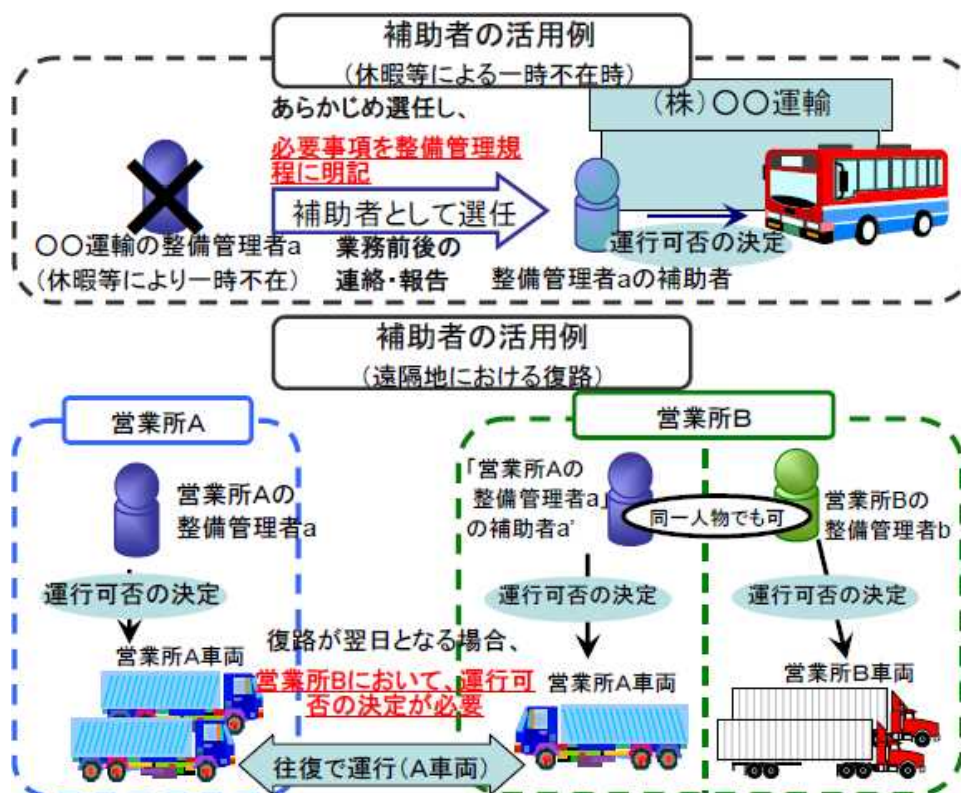 補助者の活用例
(休暇等による一時不在時)
あらかじめ選任し、
必要事項を整備管理規
程に明記
補助者として選任
業務前後の
連絡・報告
〇〇運輸の整備管理者a
(休暇等により一時不在)
(株)〇〇運輸
運行可否の決定
整備管理者aの補助者
補助者の活用例
(遠隔地における復路)
営業所A
営業所Aの
整備管理者a
運行可否の決定
営業所A車両
復路が翌日となる場合、
営業所Bにおいて、運行可
否の決定が必要
往復で運行(A車両)
営業所B
「営業所Aの
整備管理者a」
の補助者a'
同一人物でも可
営業所Bの
整備管理者b
運行可否の決定
運行可否の決定
営業所A車両
営業所B車両